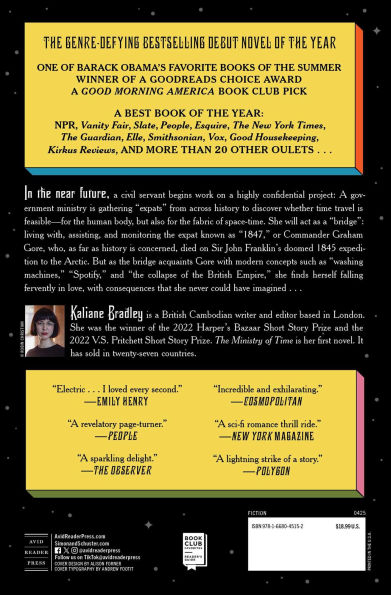 THE GENRE-DEFYING BESTSELLING DEBUT NOVEL OF THE YEAR
ONE OF BARACK OBAMA'S FAVORITE BOOKS OF THE SUMMER
WINNER OF A GOODREADS CHOICE AWARD
A GOOD MORNING AMERICA BOOK CLUB PICK
A BEST BOOK OF THE YEAR:
NPR, Vanity Fair, Slate, People, Esquire, The New York Times,
The Guardian, Elle, Smithsonian, Vox, Good Housekeeping,
Kirkus Reviews, AND MORE THAN 20 OTHER OULETS . . .
In the near future, a civil servant begins work on a highly confidential project: A gov-
ernment ministry is gathering "expats" from across history to discover whether time travel is
feasible—for the human body, but also for the fabric of space-time. She will act as a "bridge":
living with, assisting, and monitoring the expat known as "1847," or Commander Graham
Gore, who, as far as history is concerned, died on Sir John Franklin's doomed 1845 expedi-
tion to the Arctic. But as the bridge acquaints Gore with modern concepts such as "washing
machines," "Spotify," and "the collapse of the British Empire," she finds herself falling
fervently in love, with consequences that she never could have imagined . . .
Kaliane Bradley is a British Cambodian writer and editor based in London.
She was the winner of the 2022 Harper's Bazaar Short Story Prize and the
2022 V.S. Pritchett Short Story Prize. The Ministry of Time is her first novel. It
has sold in twenty-seven countries.
"Electric . . . I loved every second."
—EMILY HENRY
"Incredible and exhilarating."
—COSMOPOLITAN
"A revelatory page-turner."
—PEOPLE
"A sci-fi romance thrill ride."
—NEW YORK MAGAZINE
"A sparkling delight."
—THE OBSERVER
"A lightning strike of a story."
—POLYGON
FICTION 0425
ISBN 978-1-6680-4515-2 $18.99 U.S.
PRINTED IN THE U.S.A.
AVID
READER
PRESS
AvidReaderPress.com
SimonandSchuster.com
@avidreaderpress
Follow us on TikTok@avidreaderpress
COVER DESIGN BY ALISON FORNER
COVER TYPOGRAPHY BY ANDREW FOOTIT
BOOK
CLUB
FAVORITES
READER'S
GUIDE